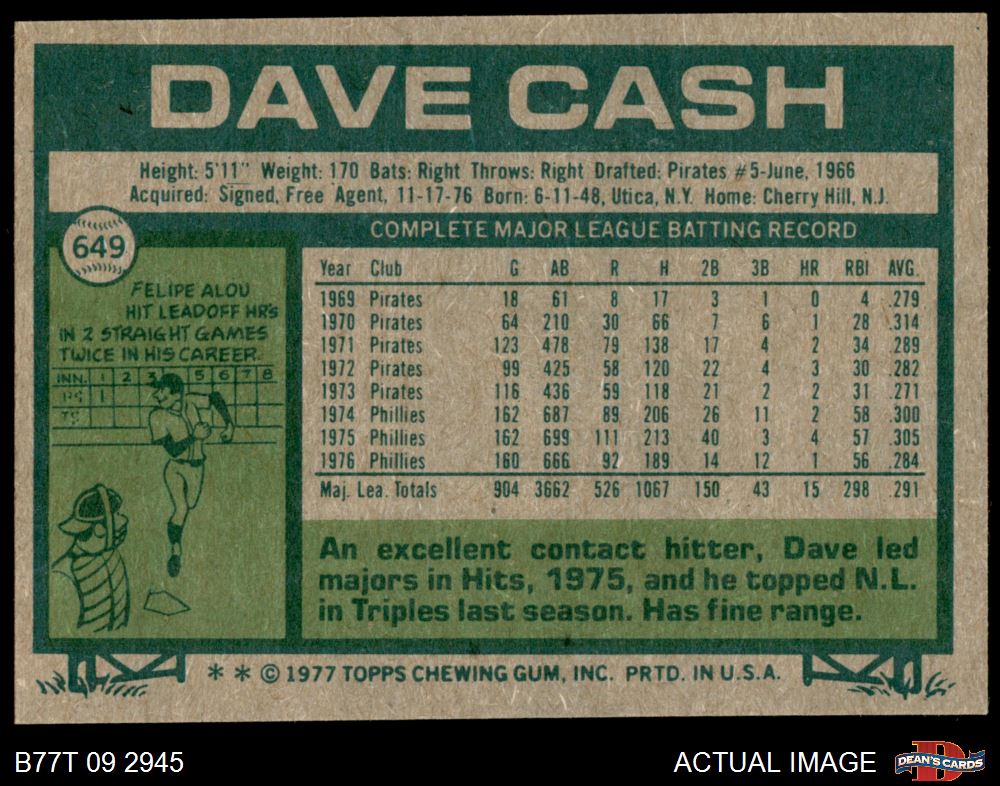 DAVE CASH
Height: 5'11" Weight: 170 Bats: Right Throws: Right Drafted: Pirates #5-June, 1966
Acquired: Signed, Free Agent, 11-17-76 Born: 6-11-48, Utica, N.Y. Home: Cherry Hill, N.J.
649
FELIPE ALOU
HIT LEADOFF HR'S
IN 2 STRAIGHT GAMES
TWICE IN HIS CAREER.
INN. 1 2 3 5 6 7 8
1
COMPLETE MAJOR LEAGUE BATTING RECORD
Year Club G AB R H 2B 3B HR RBI AVG.
1969 Pirates 18 61 8 17 3 1 0 4 .279
1970 Pirates 64 210 30 66 7 6 1 28 .314
1971 Pirates 123 478 79 138 17 4 2 34 .289
1972 Pirates 99 425 58 120 22 4 3 30 .282
1973 Pirates 116 436 59 118 21 2 2 31 .271
1974 Phillies 162 687 89 206 26 11 2 58 .300
1975 Phillies 162 699 111 213 40 3 4 57 .305
1976 Phillies 160 666 92 189 14 12 1 56 .284
Maj. Lea. Totals 904 3662 526 1067 150 43 15 298 .291
An excellent contact hitter, Dave led
majors in Hits, 1975, and he topped N.L.
in Triples last season. Has fine range.
* * © 1977 TOPPS CHEWING GUM, INC. PRTD. IN U.S.A.
B77T 09 2945
ACTUAL IMAGE
D
DEAN'S CARDS